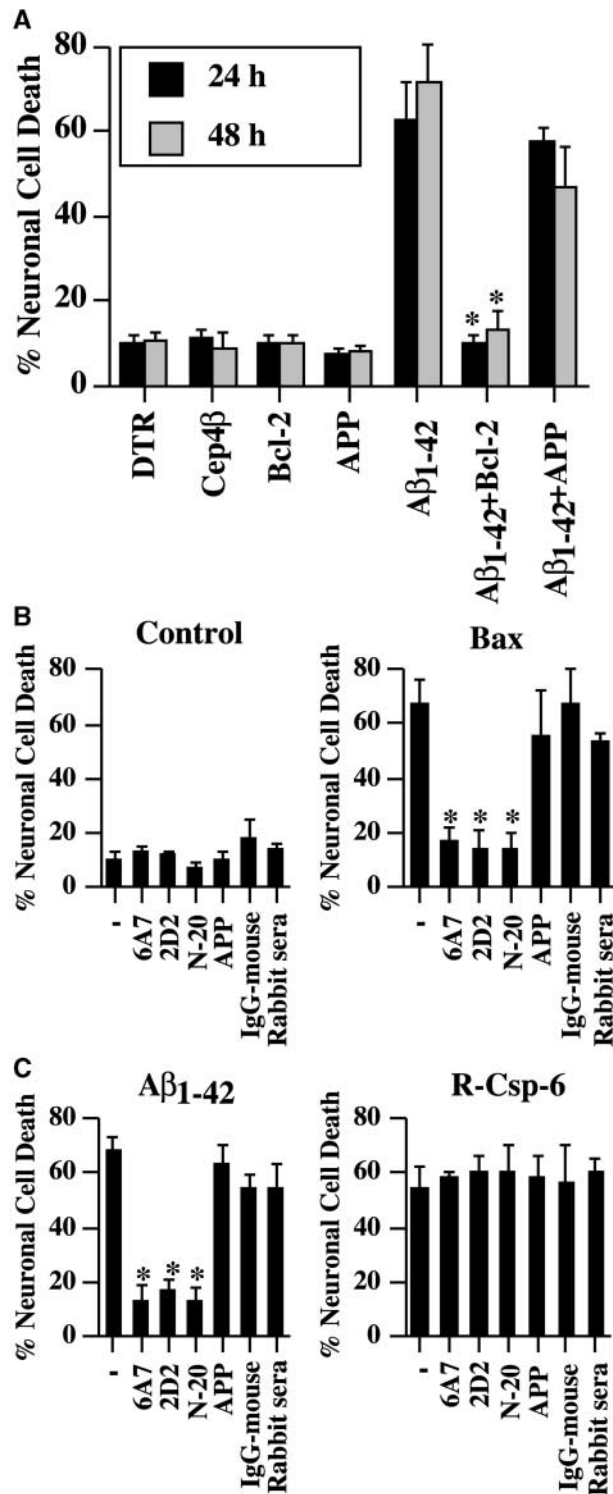 A
% Neuronal Cell Death
80
60
40
20
0
24 h
48 h
*
*
DTR
Cep4β
Bcl-2
APP
Aβ1-42
Aβ1-42+Bcl-2
Aβ1-42+APP
B
Control
% Neuronal Cell Death
80
60
40
20
0
-
6A7
2D2
N-20
APP
IgG-mouse
Rabbit sera
Bax
% Neuronal Cell Death
80
60
40
20
0
* * *
-
6A7
2D2
N-20
APP
IgG-mouse
Rabbit sera
C
Aβ1-42
% Neuronal Cell Death
80
60
40
20
0
* * *
-
6A7
2D2
N-20
APP
IgG-mouse
Rabbit sera
R-Csp-6
% Neuronal Cell Death
80
60
40
20
0
-
6A7
2D2
N-20
APP
IgG-mouse
Rabbit sera